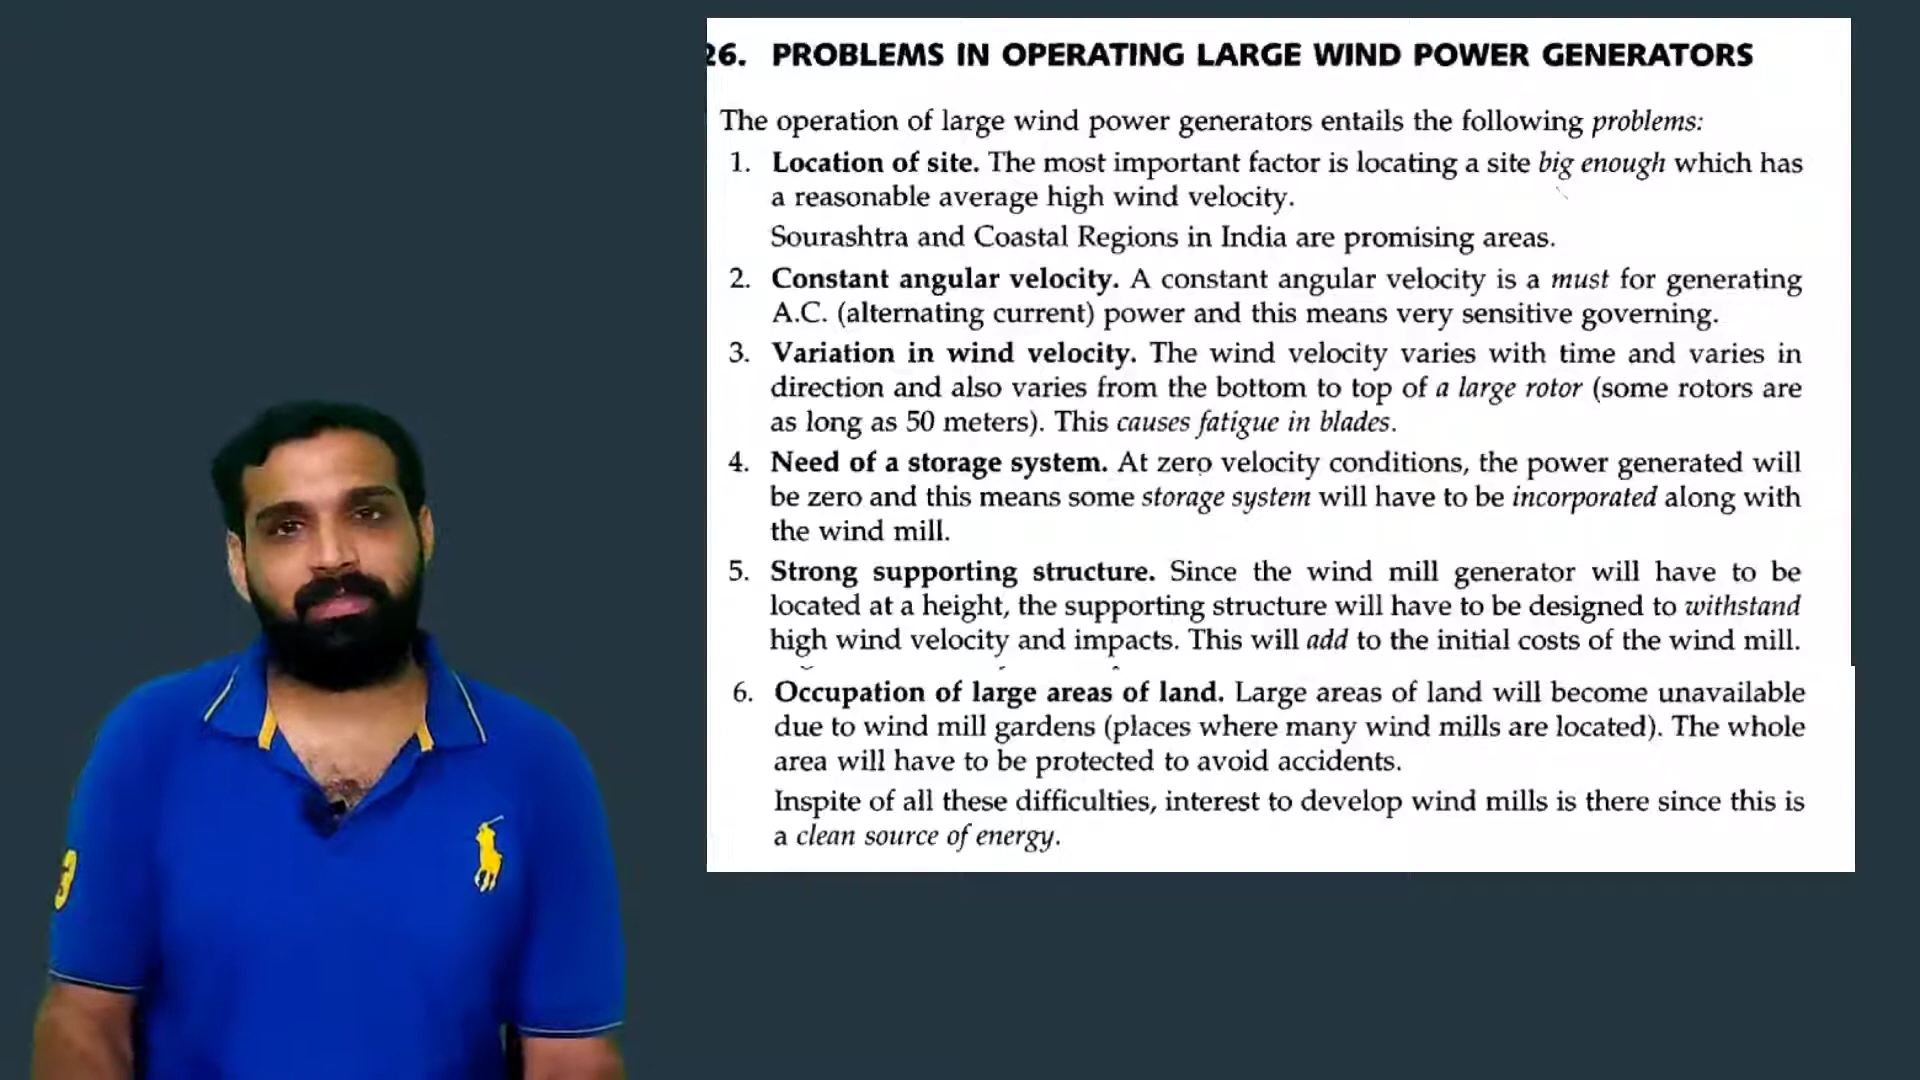 26. PROBLEMS IN OPERATING LARGE WIND POWER GENERATORS
The operation of large wind power generators entails the following problems:
1. Location of site. The most important factor is locating a site big enough which has
a reasonable average high wind velocity.
Sourashtra and Coastal Regions in India are promising areas.
2. Constant angular velocity. A constant angular velocity is a must for generating
A.C. (alternating current) power and this means very sensitive governing.
3. Variation in wind velocity. The wind velocity varies with time and varies in
direction and also varies from the bottom to top of a large rotor (some rotors are
as long as 50 meters). This causes fatigue in blades.
4. Need of a storage system. At zero velocity conditions, the power generated will
be zero and this means some storage system will have to be incorporated along with
the wind mill.
5. Strong supporting structure. Since the wind mill generator will have to be
located at a height, the supporting structure will have to be designed to withstand
high wind velocity and impacts. This will add to the initial costs of the wind mill.
6. Occupation of large areas of land. Large areas of land will become unavailable
due to wind mill gardens (places where many wind mills are located). The whole
area will have to be protected to avoid accidents.
Inspite of all these difficulties, interest to develop wind mills is there since this is
a clean source of energy.
3